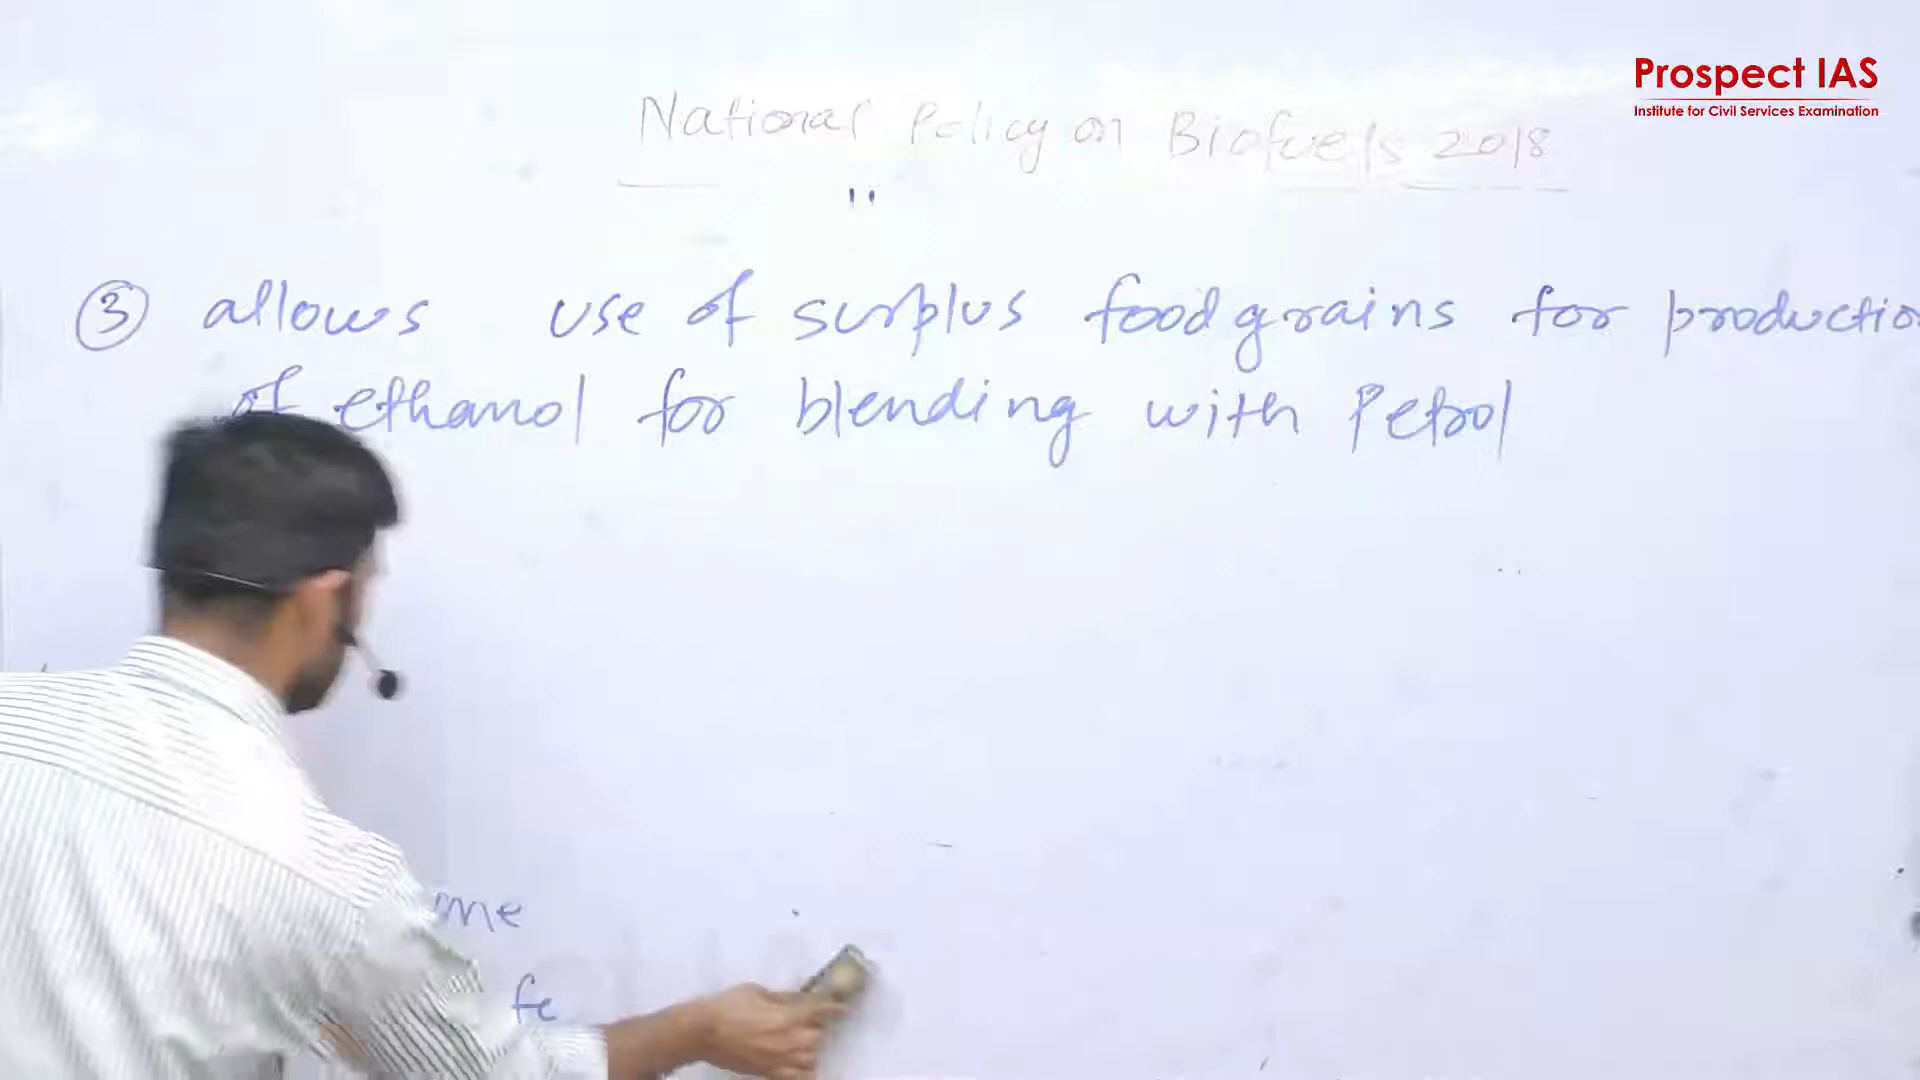 Prospect IAS
Institute for Civil Services Examination
National Policy on Biofuels 2018
"
③ allows use of surplus foodgrains for productio
of ethanol for blending with Petrol
me
fe